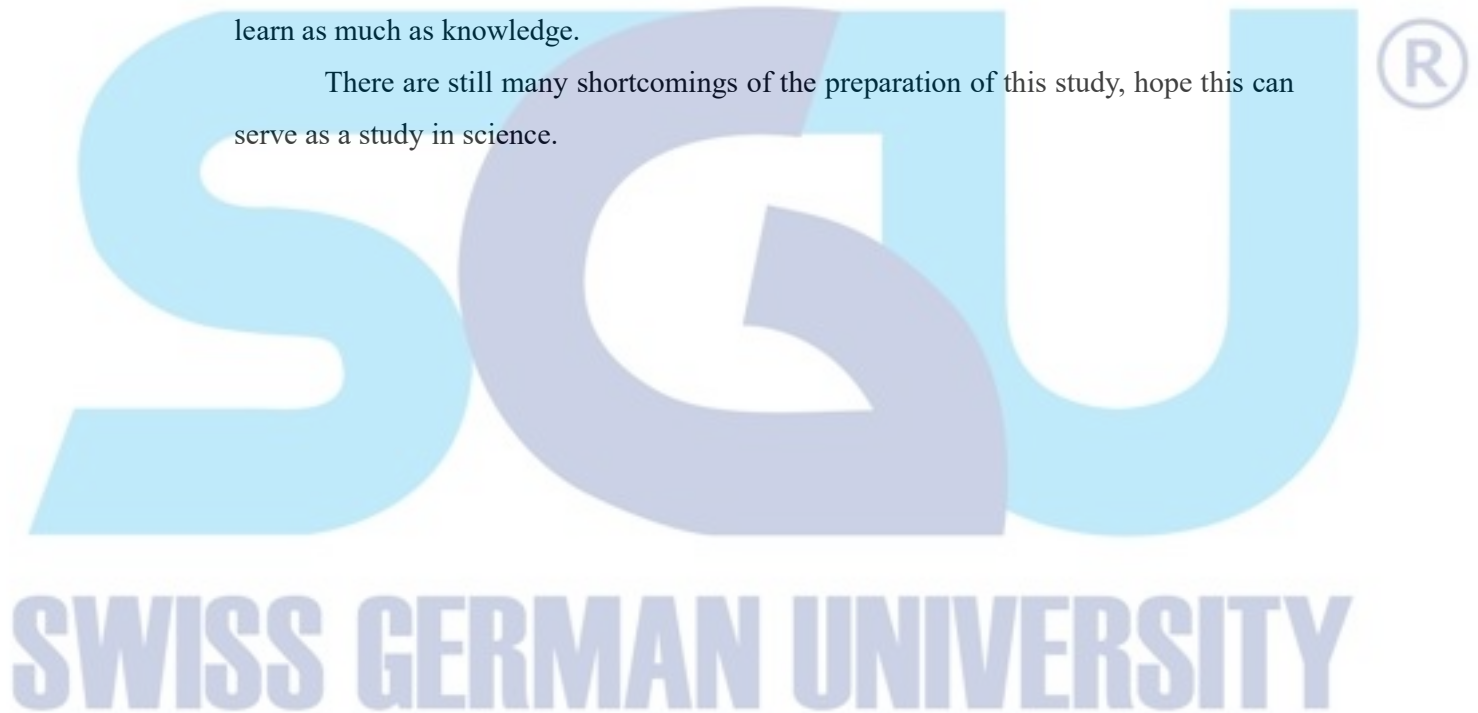 learn as much as knowledge.
There are still many shortcomings of the preparation of this study, hope this can
serve as a study in science.
SGU ®
SWISS GERMAN UNIVERSITY